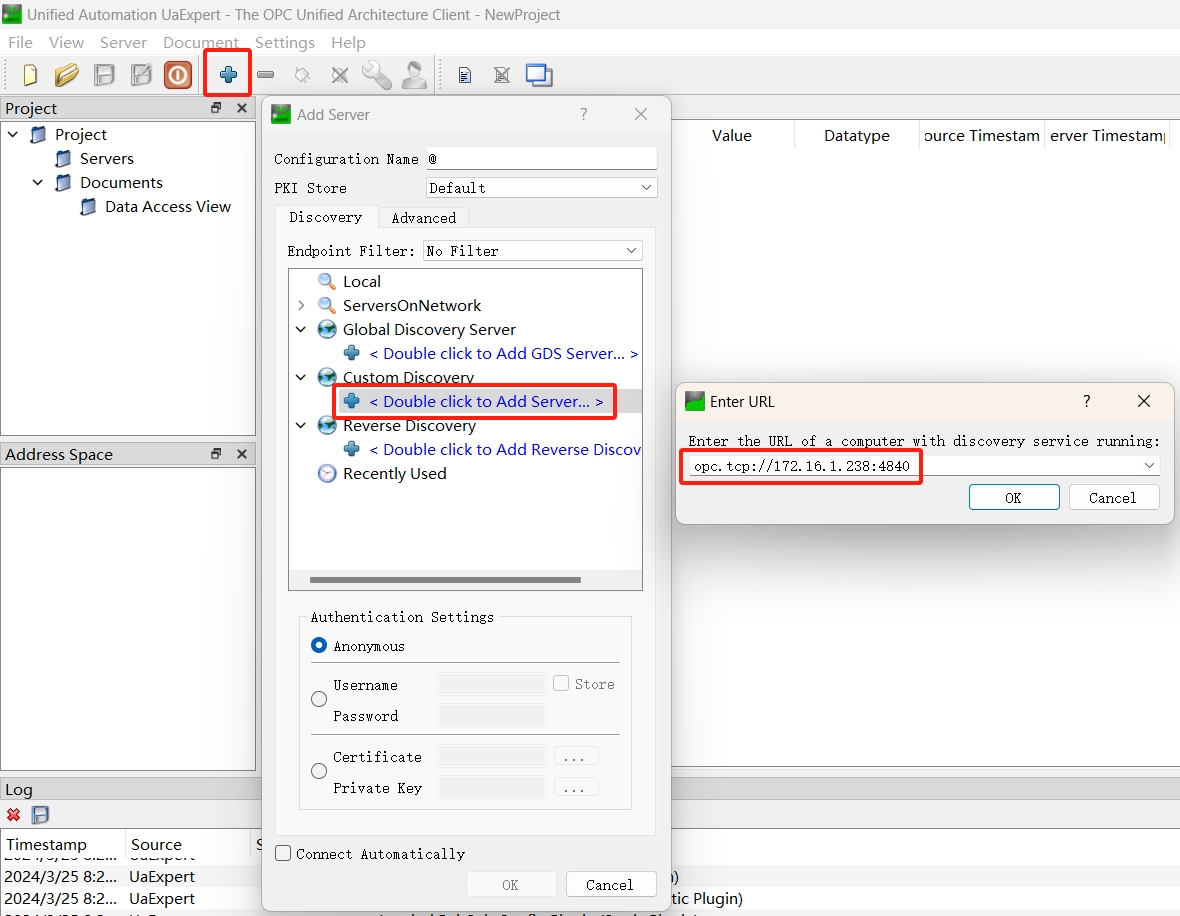 Unified Automation UaExpert - The OPC Unified Architecture Client - NewProject
File View Server Document Settings Help
Project
Project
Servers
Documents
Data Access View
Address Space
Value Datatype ource Timestam erver Timestamp
Add Server
?
Configuration Name @
PKI Store Default
Discovery Advanced
Endpoint Filter: No Filter
Local
ServersOnNetwork
Global Discovery Server
< Double click to Add GDS Server... >
Custom Discovery
< Double click to Add Server... >
Reverse Discovery
< Double click to Add Reverse Discov
Recently Used
Authentication Settings
Anonymous
Username Store
Password
Certificate ...
Private Key ...
Connect Automatically
OK Cancel
Enter URL
?
Enter the URL of a computer with discovery service running:
opc.tcp://172.16.1.238:4840
OK Cancel
Log
Timestamp Source S
2024/3/25 8:2... UaExpert
2024/3/25 8:2... UaExpert )
2024/3/25 8:2... UaExpert tic Plugin)